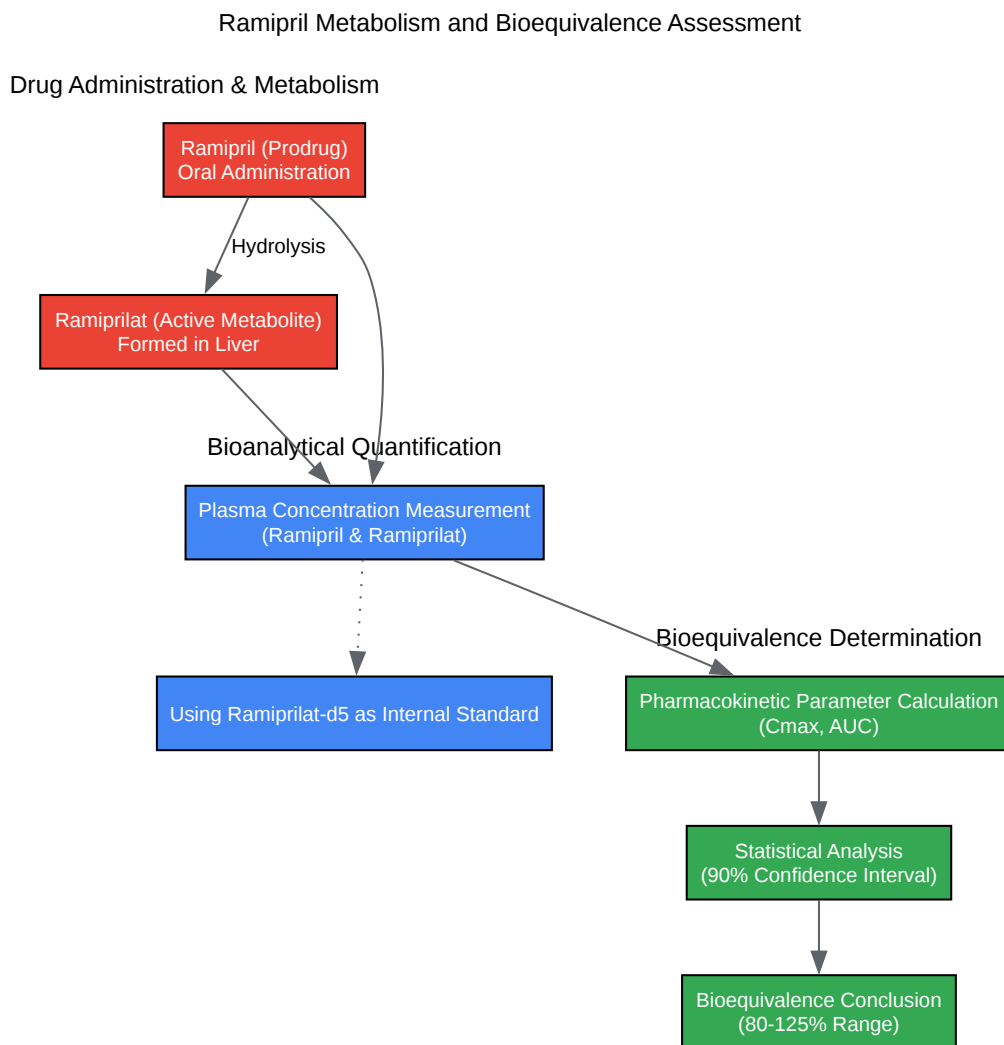 Ramipril Metabolism and Bioequivalence Assessment
Drug Administration & Metabolism
Ramipril (Prodrug)
Oral Administration
Hydrolysis
Ramiprilat (Active Metabolite)
Formed in Liver
Bioanalytical Quantification
Plasma Concentration Measurement
(Ramipril & Ramiprilat)
Bioequivalence Determination
Using Ramiprilat-d5 as Internal Standard
Pharmacokinetic Parameter Calculation
(Cmax, AUC)
Statistical Analysis
(90% Confidence Interval)
Bioequivalence Conclusion
(80-125% Range)